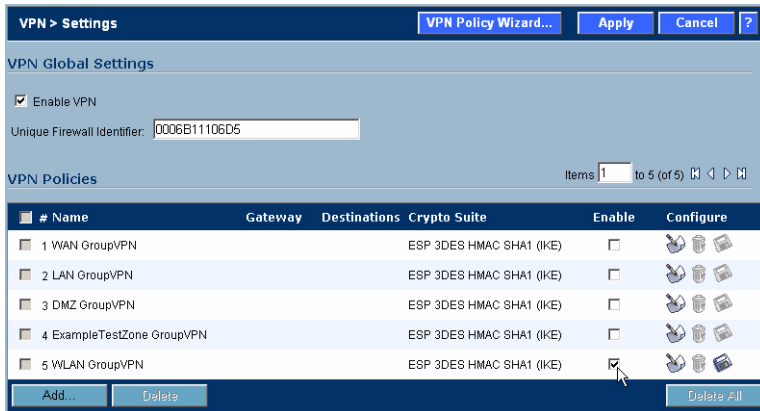 VPN > Settings VPN Policy Wizard... Apply Cancel ?
VPN Global Settings
Enable VPN
Unique Firewall Identifier: 0006B11106D5
VPN Policies Items 1 to 5 (of 5)
# Name Gateway Destinations Crypto Suite Enable Configure
1 WAN GroupVPN ESP 3DES HMAC SHA1 (IKE)
2 LAN GroupVPN ESP 3DES HMAC SHA1 (IKE)
3 DMZ GroupVPN ESP 3DES HMAC SHA1 (IKE)
4 ExampleTestZone GroupVPN ESP 3DES HMAC SHA1 (IKE)
5 WLAN GroupVPN ESP 3DES HMAC SHA1 (IKE)
Add... Delete Delete All